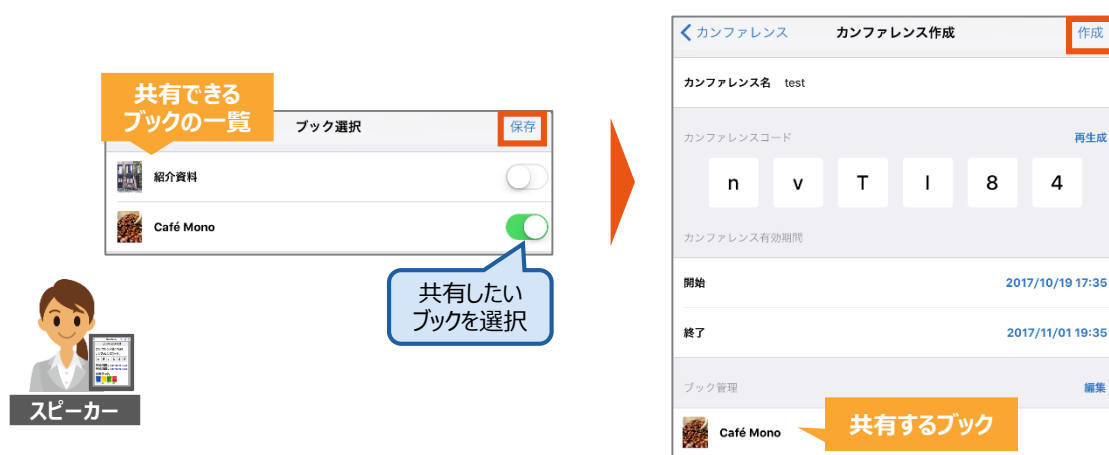 共有できる
ブックの一覧
ブック選択
保存
紹介資料
Café Mono
共有したい
ブックを選択
スピーカー
カンファレンス
カンファレンス作成
作成
カンファレンス名 test
カンファレンスコード
再生成
n v T l 8 4
カンファレンス有効期間
開始
2017/10/19 17:35
終了
2017/11/01 19:35
ブック管理
編集
Café Mono
共有するブック